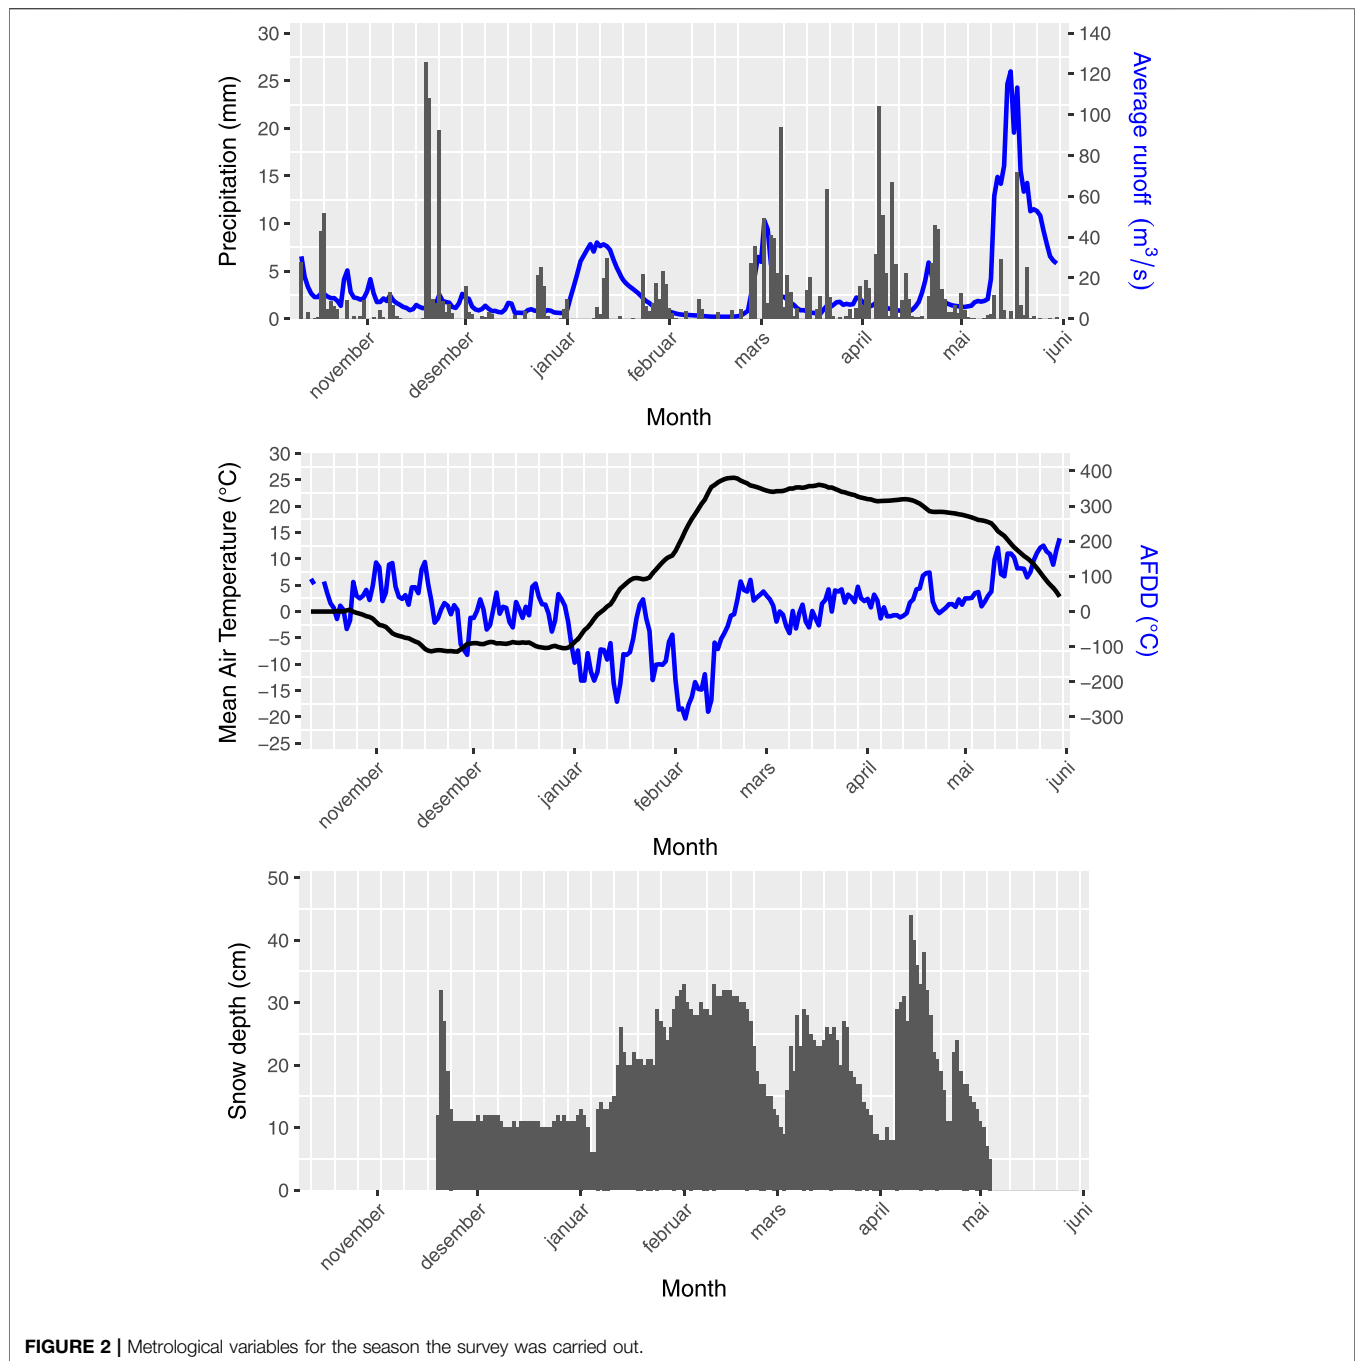 30
25
20
15
10
5
0
Precipitation (mm)
140
120
100
80
60
40
20
0
Average runoff (m³/s)
november
desember
januar
februar
mars
april
mai
juni
Month
30
25
20
15
10
5
0
−5
−10
−15
−20
−25
Mean Air Temperature (°C)
400
300
200
100
0
−100
−200
−300
AFDD (°C)
november
desember
januar
februar
mars
april
mai
juni
Month
50
40
30
20
10
0
Snow depth (cm)
november
desember
januar
februar
mars
april
mai
juni
Month
FIGURE 2 | Metrological variables for the season the survey was carried out.